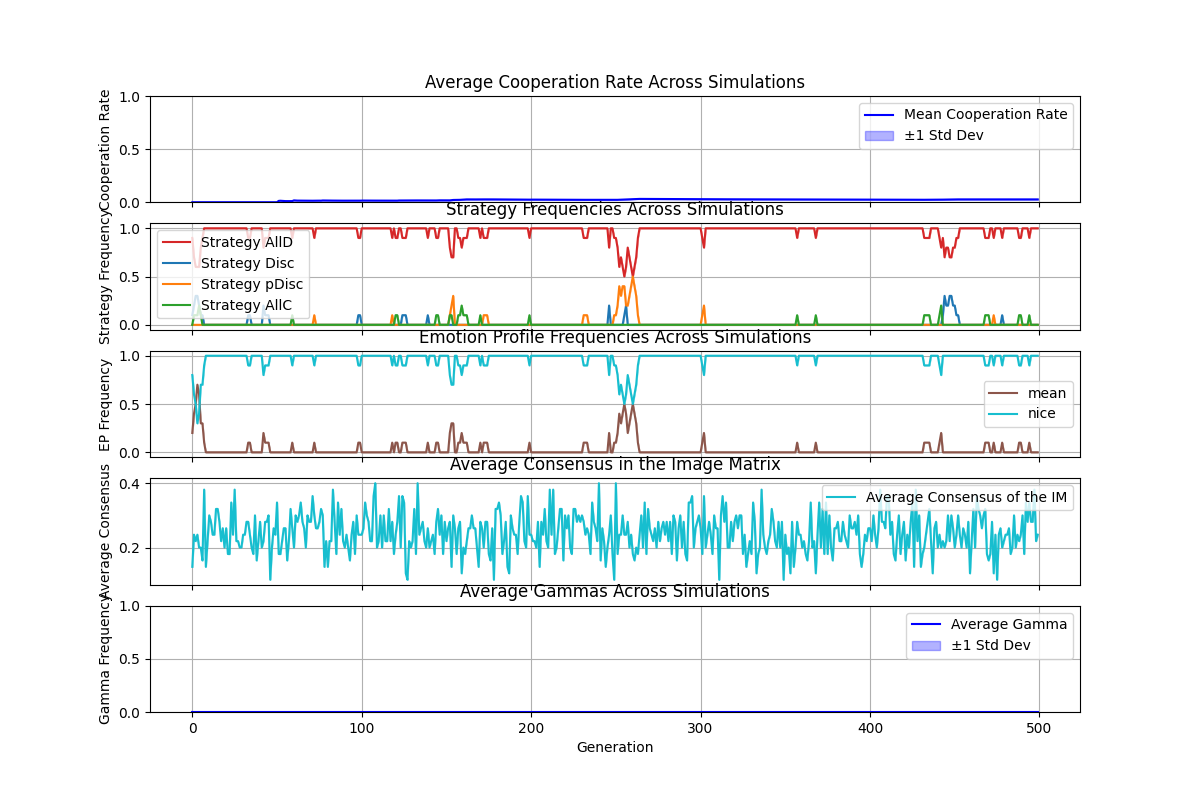 Average Cooperation Rate Across Simulations
Cooperation Rate
1.0
0.5
0.0
Mean Cooperation Rate
±1 Std Dev
Strategy Frequencies Across Simulations
Strategy Frequency
1.0
0.5
0.0
Strategy AllD
Strategy Disc
Strategy pDisc
Strategy AllC
Emotion Profile Frequencies Across Simulations
EP Frequency
1.0
0.5
0.0
mean
nice
Average Consensus in the Image Matrix
Average Consensus
0.4
0.2
Average Consensus of the IM
Average Gammas Across Simulations
Gamma Frequency
1.0
0.5
0.0
Average Gamma
±1 Std Dev
0 100 200 300 400 500
Generation